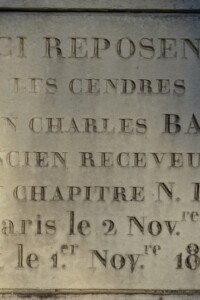 CI REPOSEN
LES CENDRES
N CHARLES BA
NCIEN RECEVEU
CHAPITRE N.
aris le 2 Nov.re
le 1.er Nov.re 18